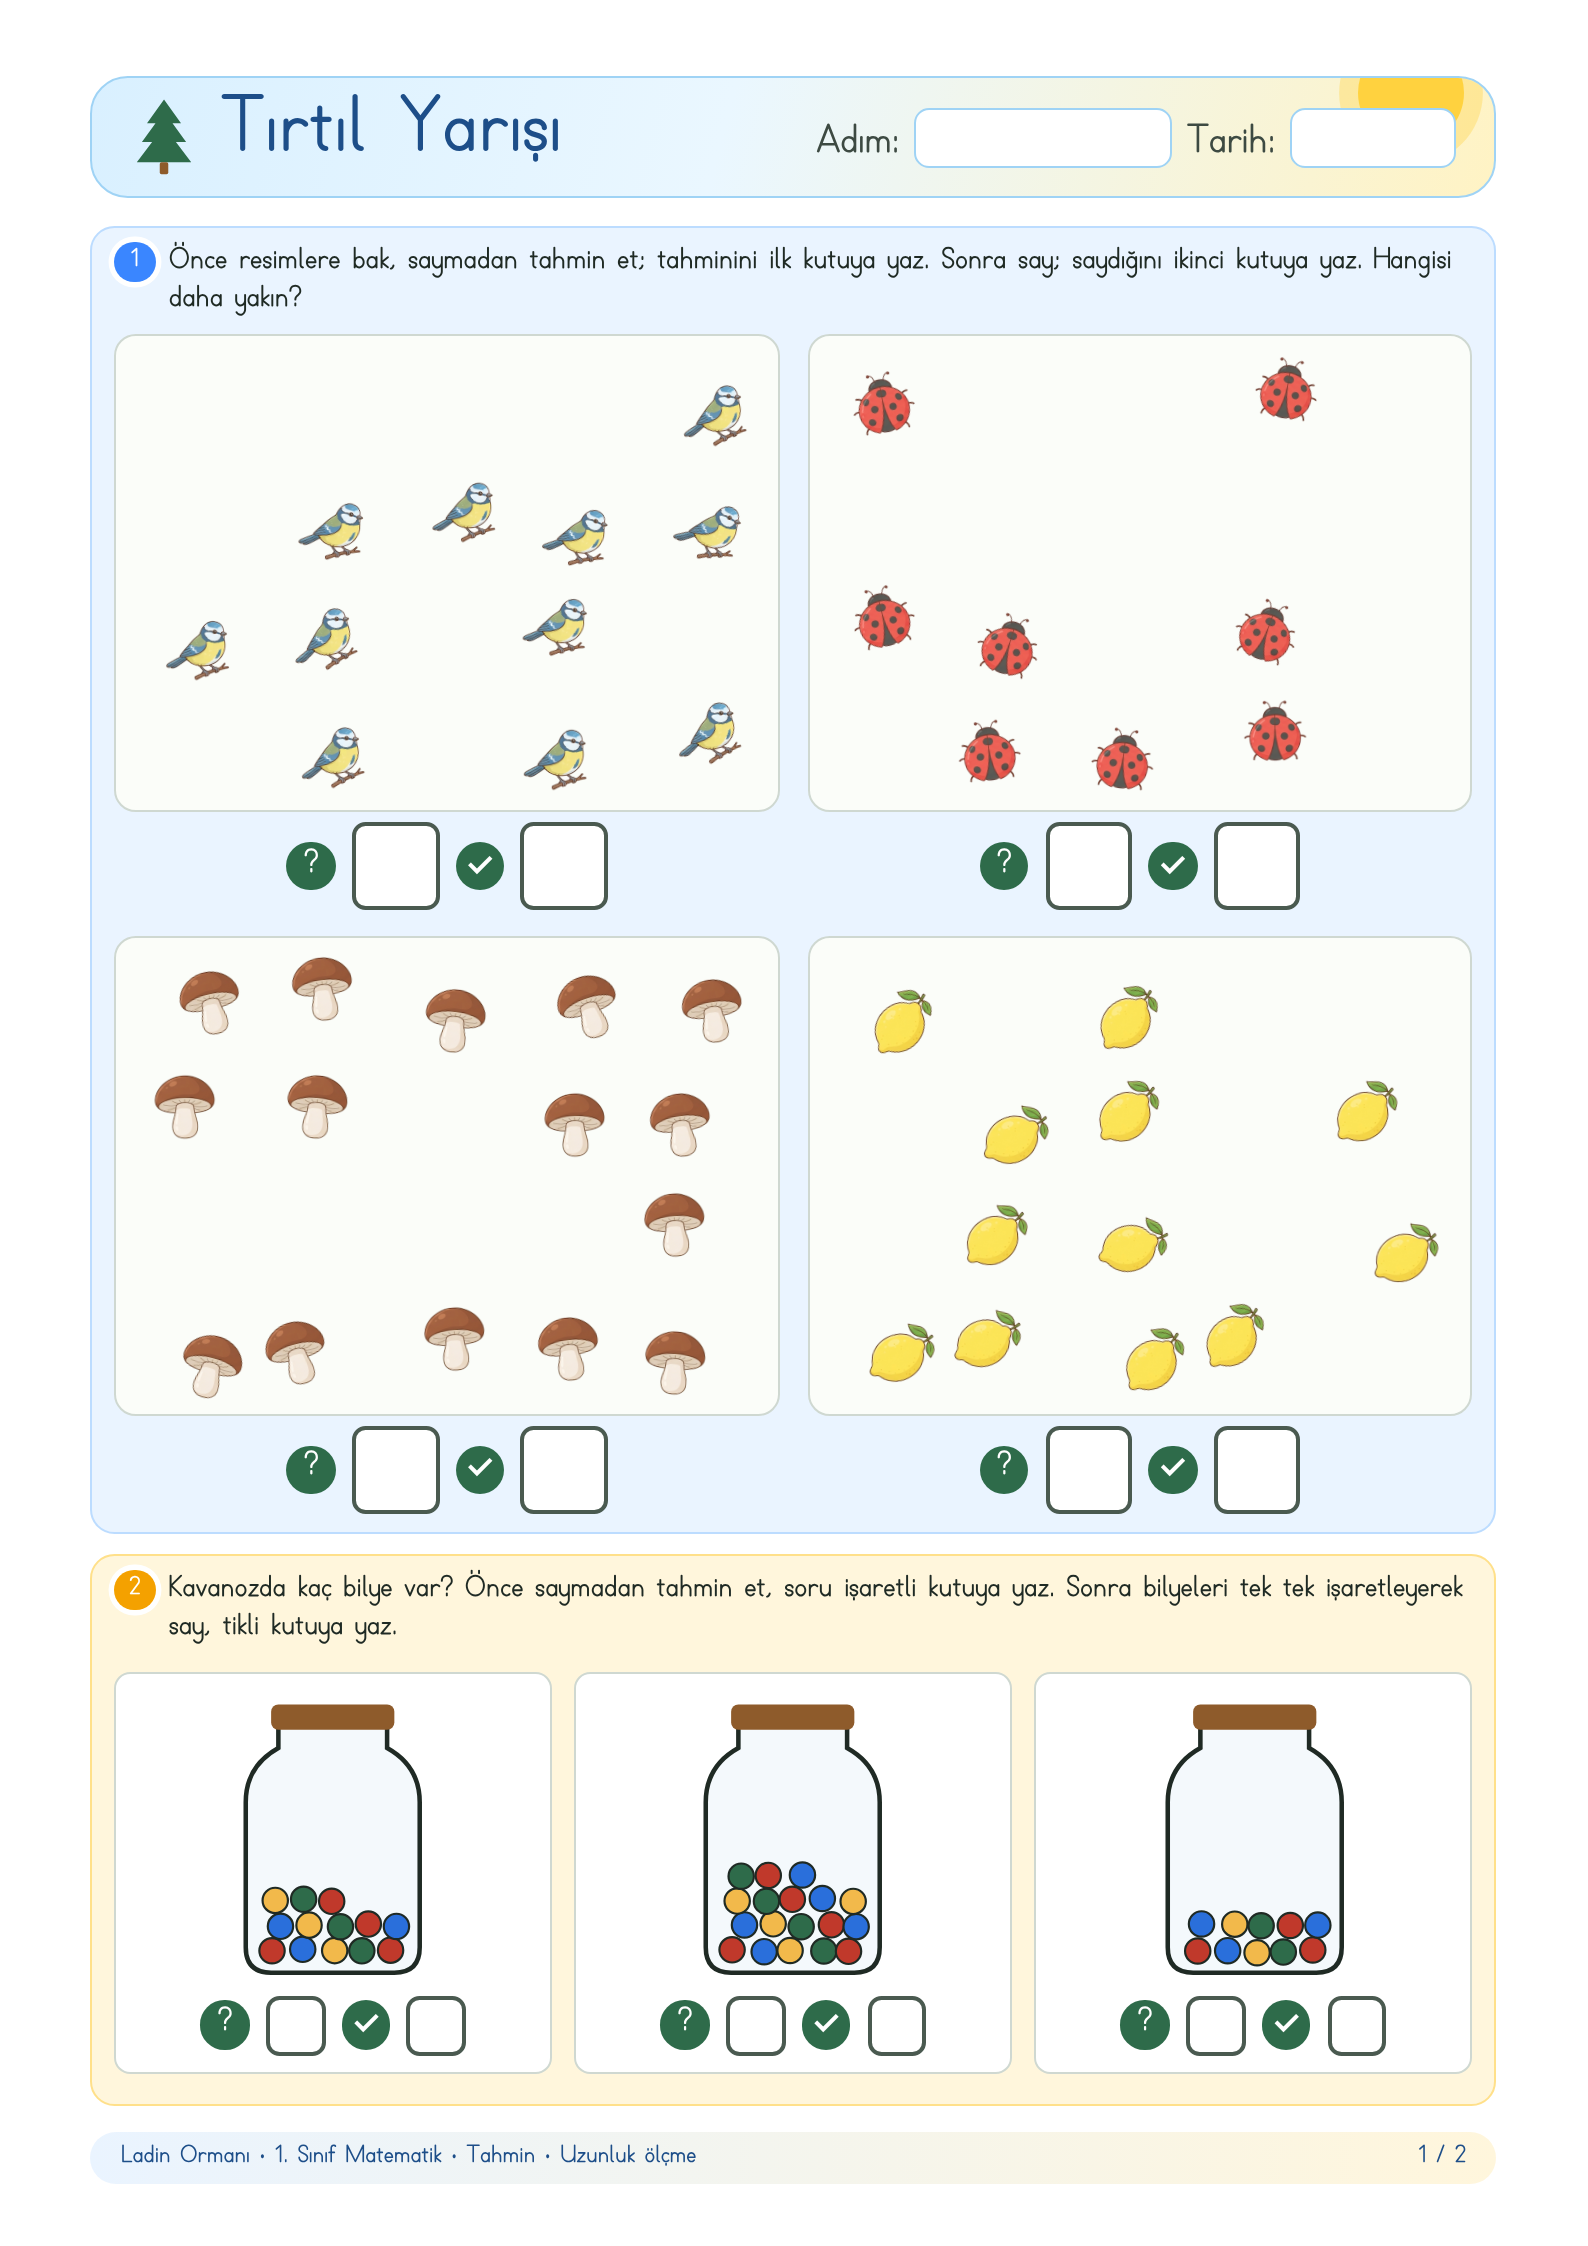 Tırtıl Yarışı
Adım:
Tarih:
1
Önce resimlere bak, saymadan tahmin et; tahminini ilk kutuya yaz. Sonra say; saydığını ikinci kutuya yaz. Hangisi
daha yakın?
?
?
?
?
2
Kavanozda kaç bilye var? Önce saymadan tahmin et, soru işaretli kutuya yaz. Sonra bilyeleri tek tek işaretleyerek
say, tikli kutuya yaz.
?
?
?
Ladin Ormanı • 1. Sınıf Matematik • Tahmin • Uzunluk ölçme
1 / 2